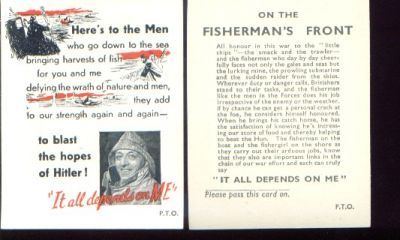 Here's to the Men
who go down to the sea
bringing harvests of fish
for you and me
defying the wrath of nature and men,
they add
to our strength again and again—
to blast
the hopes
of Hitler !
"It all depends on ME"
P.T.O.
ON THE
FISHERMAN'S FRONT
All honour in this war to the "little
ships"—the smack and the trawler—
and the fisherman who day by day cheer-
fully faces not only the gales and seas but
the lurking mine, the prowling submarine
and the sudden raider from the skies.
Wherever duty or danger calls, Britishers
stand to their tasks, and the fisherman
like the men in the Forces does his job
irrespective of the enemy or the weather.
If by chance he can get a personal crack at
the foe, he considers himself honoured.
When he brings his catch home, he has
the satisfaction of knowing he's increas-
ing our store of food and thereby helping
to beat the Hun. The fisherman on the
boat and the fishergirl on the shore as
they carry out their arduous jobs, know
that they also are important links in the
chain of our war effort and each can truly
say
"IT ALL DEPENDS ON ME"
Please pass this card on.
P.T.O.